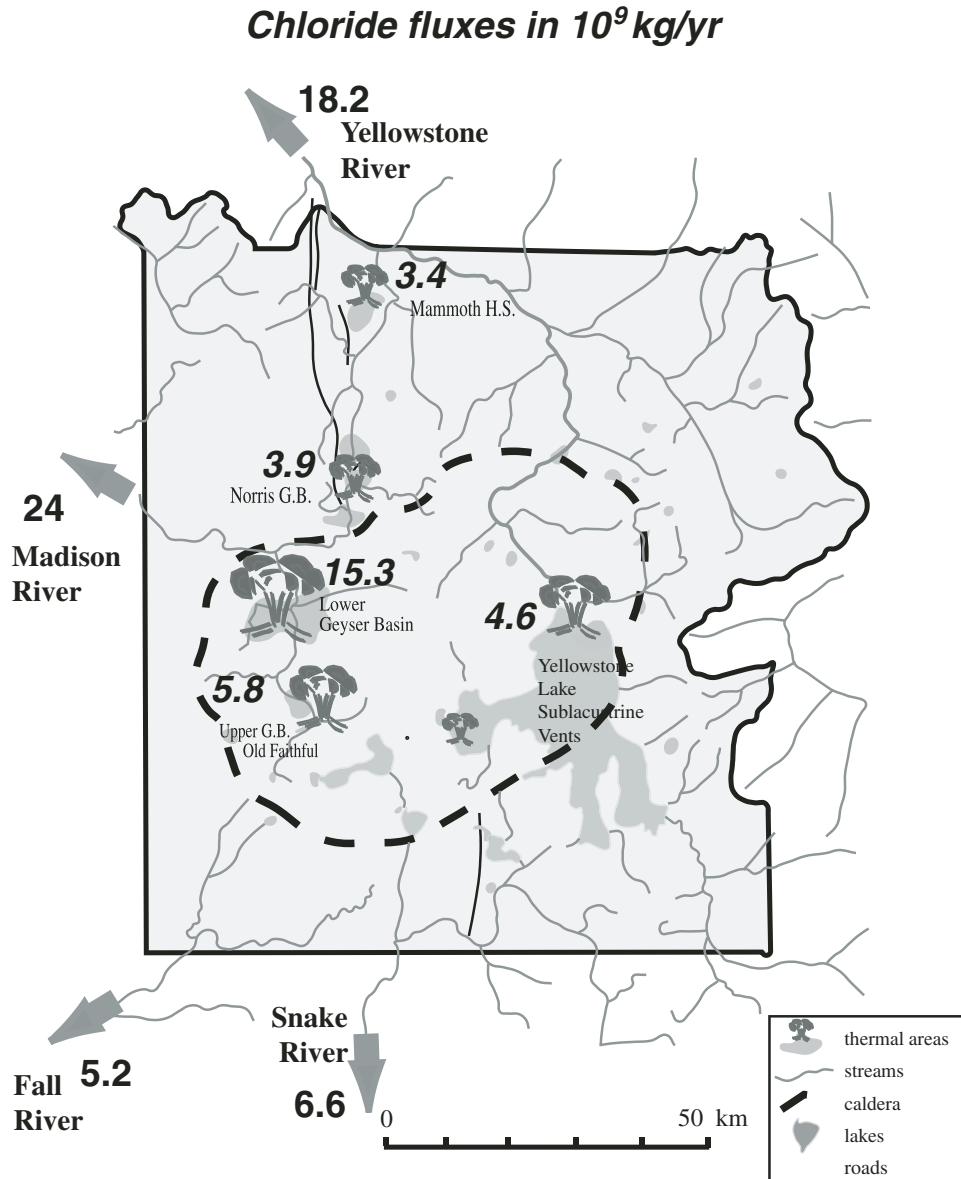 Chloride fluxes in 10⁹ kg/yr
18.2
Yellowstone
River
3.4
Mammoth H.S.
3.9
Norris G.B.
24
Madison
River
15.3
Lower
Geyser Basin
4.6
Yellowstone
Lake
Sublacustrine
Vents
5.8
Upper G.B.
Old Faithful
Snake
River
6.6
Fall
River
5.2
0
50 km
thermal areas
streams
caldera
lakes
roads